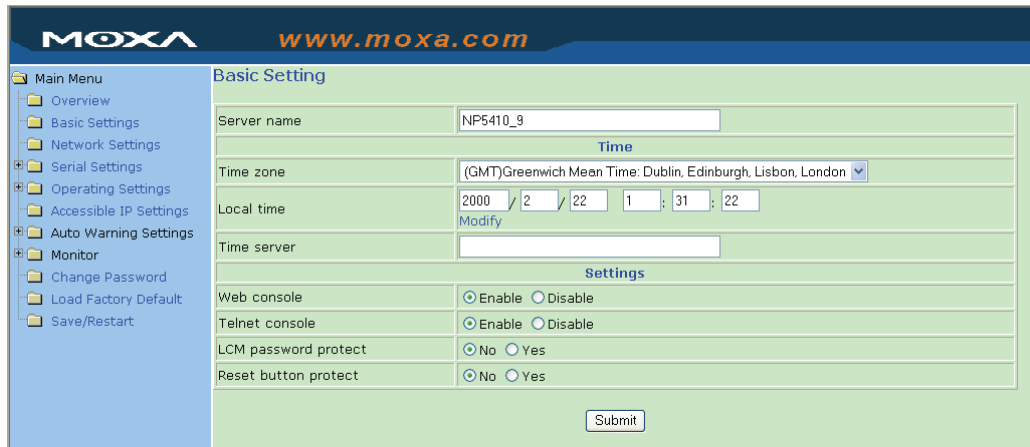 MOXA www.moxa.com
Main Menu
Overview
Basic Settings
Network Settings
Serial Settings
Operating Settings
Accessible IP Settings
Auto Warning Settings
Monitor
Change Password
Load Factory Default
Save/Restart
Basic Setting
Server name NP5410_9
Time
Time zone (GMT)Greenwich Mean Time: Dublin, Edinburgh, Lisbon, London
Local time 2000 / 2 / 22 1 : 31 : 22
Modify
Time server
Settings
Web console Enable Disable
Telnet console Enable Disable
LCM password protect No Yes
Reset button protect No Yes
Submit